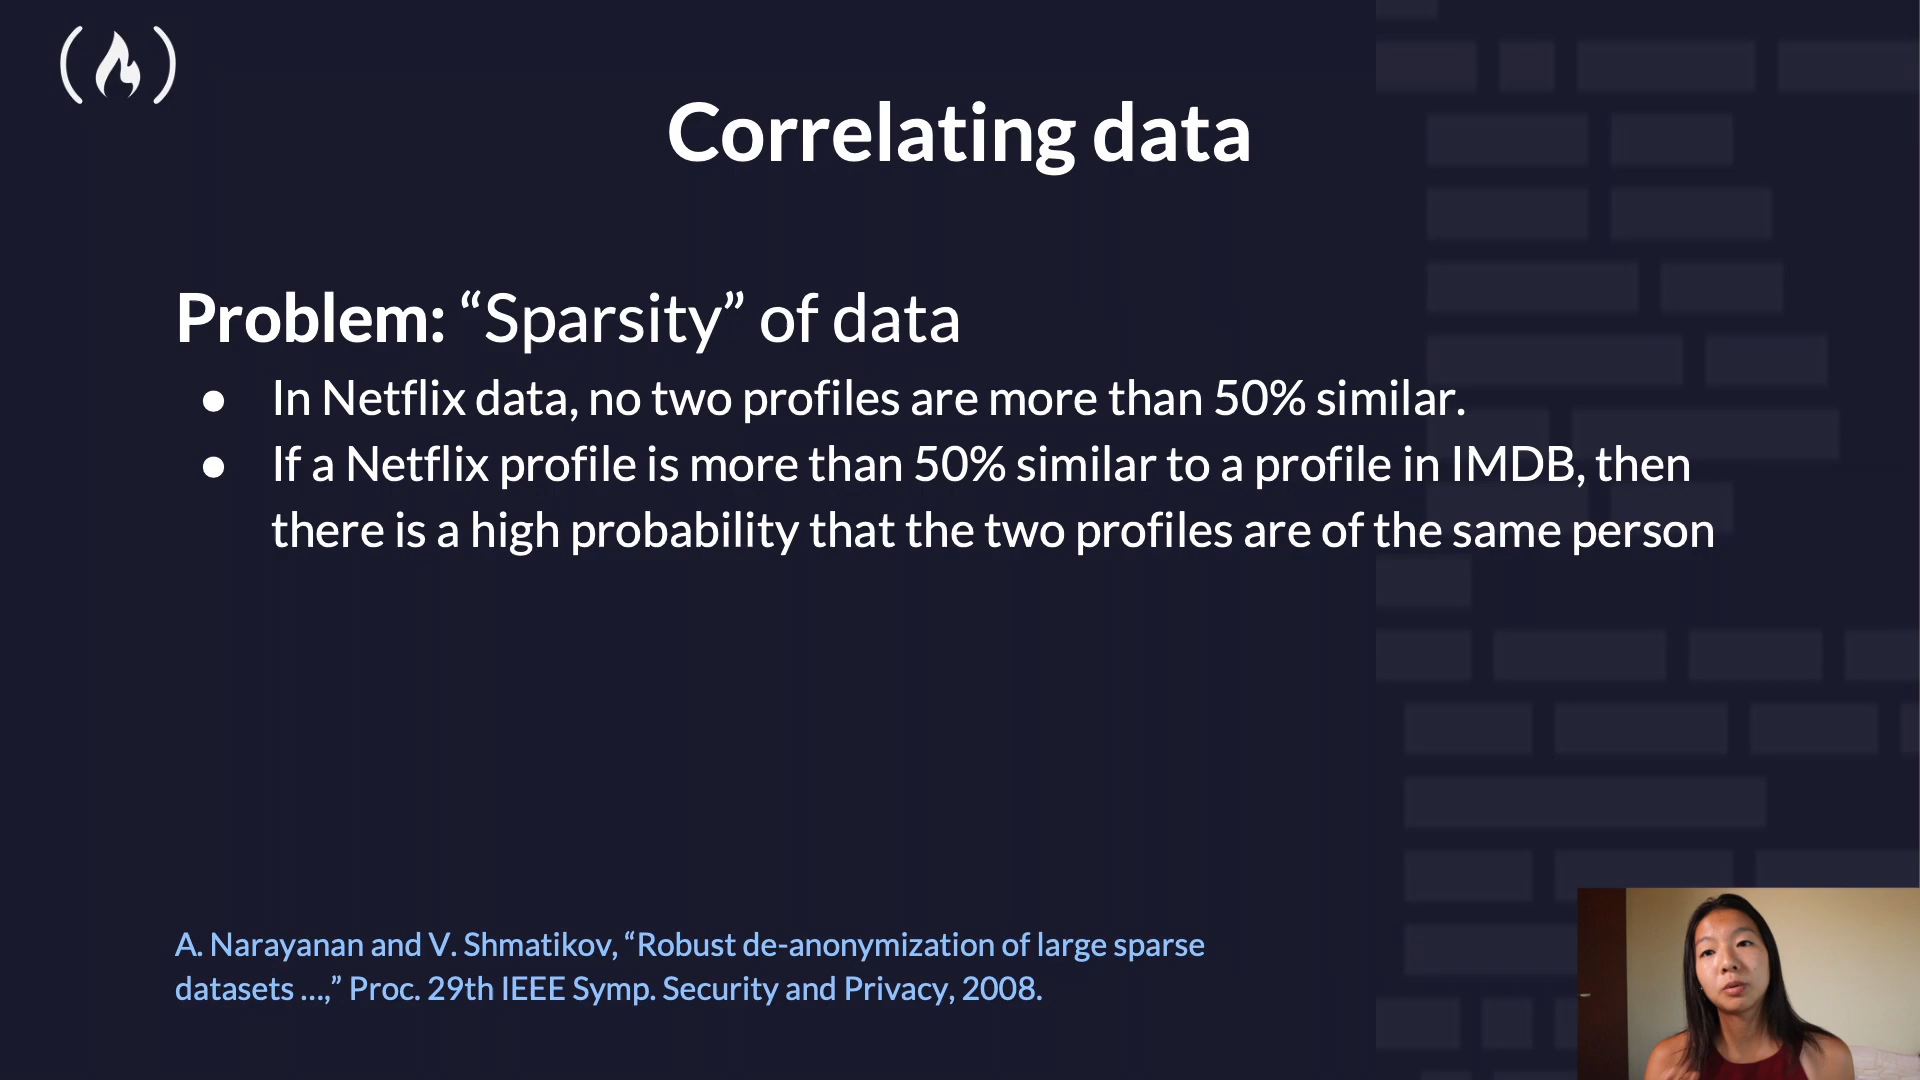 Correlating data
Problem: “Sparsity” of data
● In Netflix data, no two profiles are more than 50% similar.
● If a Netflix profile is more than 50% similar to a profile in IMDB, then
there is a high probability that the two profiles are of the same person
A. Narayanan and V. Shmatikov, “Robust de-anonymization of large sparse
datasets ...,” Proc. 29th IEEE Symp. Security and Privacy, 2008.